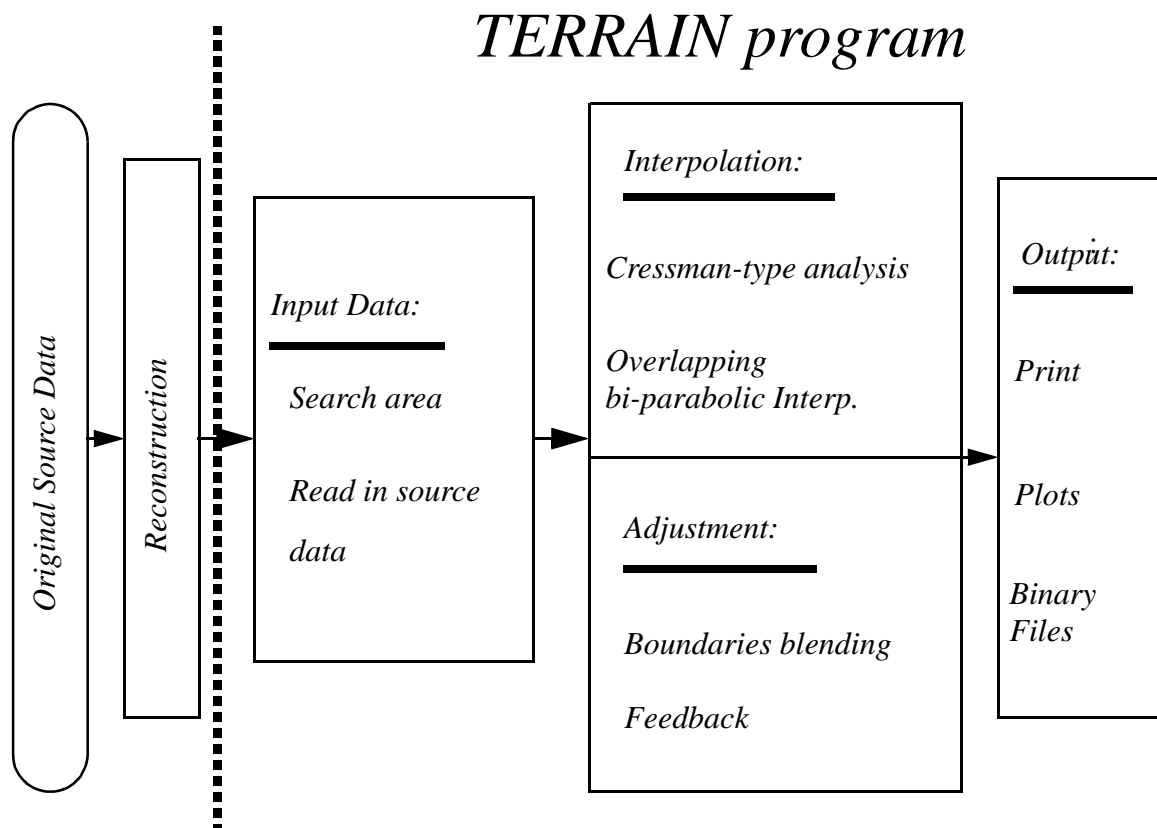 TERRAIN program
Original Source Data
Reconstruction
Input Data:
Search area
Read in source
data
Interpolation:
Cressman-type analysis
Overlapping
bi-parabolic Interp.
Adjustment:
Boundaries blending
Feedback
Output:
Print
Plots
Binary
Files